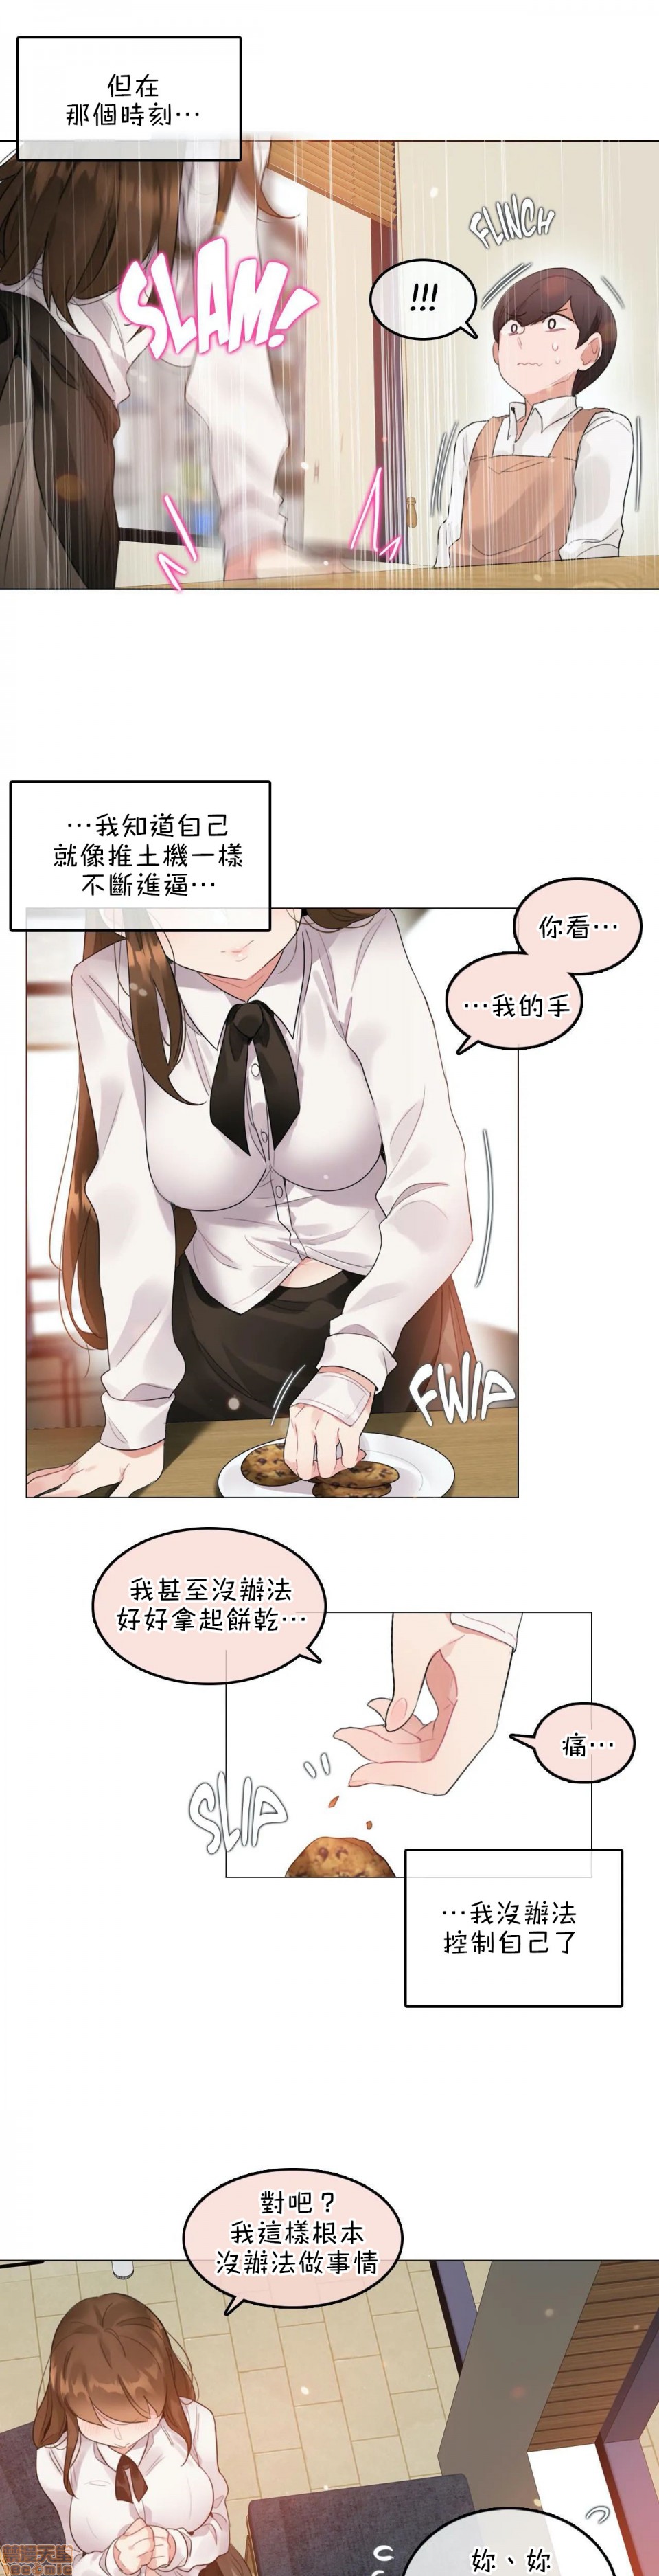 但在
那個時刻⋯
SLAM!
FLINCH
!!!
⋯我知道自己
就像推土機一樣
不斷進逼⋯
你看⋯
⋯我的手
FWIP
我甚至沒辦法
好好拿起餅乾⋯
痛⋯
SLIP
⋯我沒辦法
控制自己了
對吧？
我這樣根本
沒辦法做事情
妳、妳